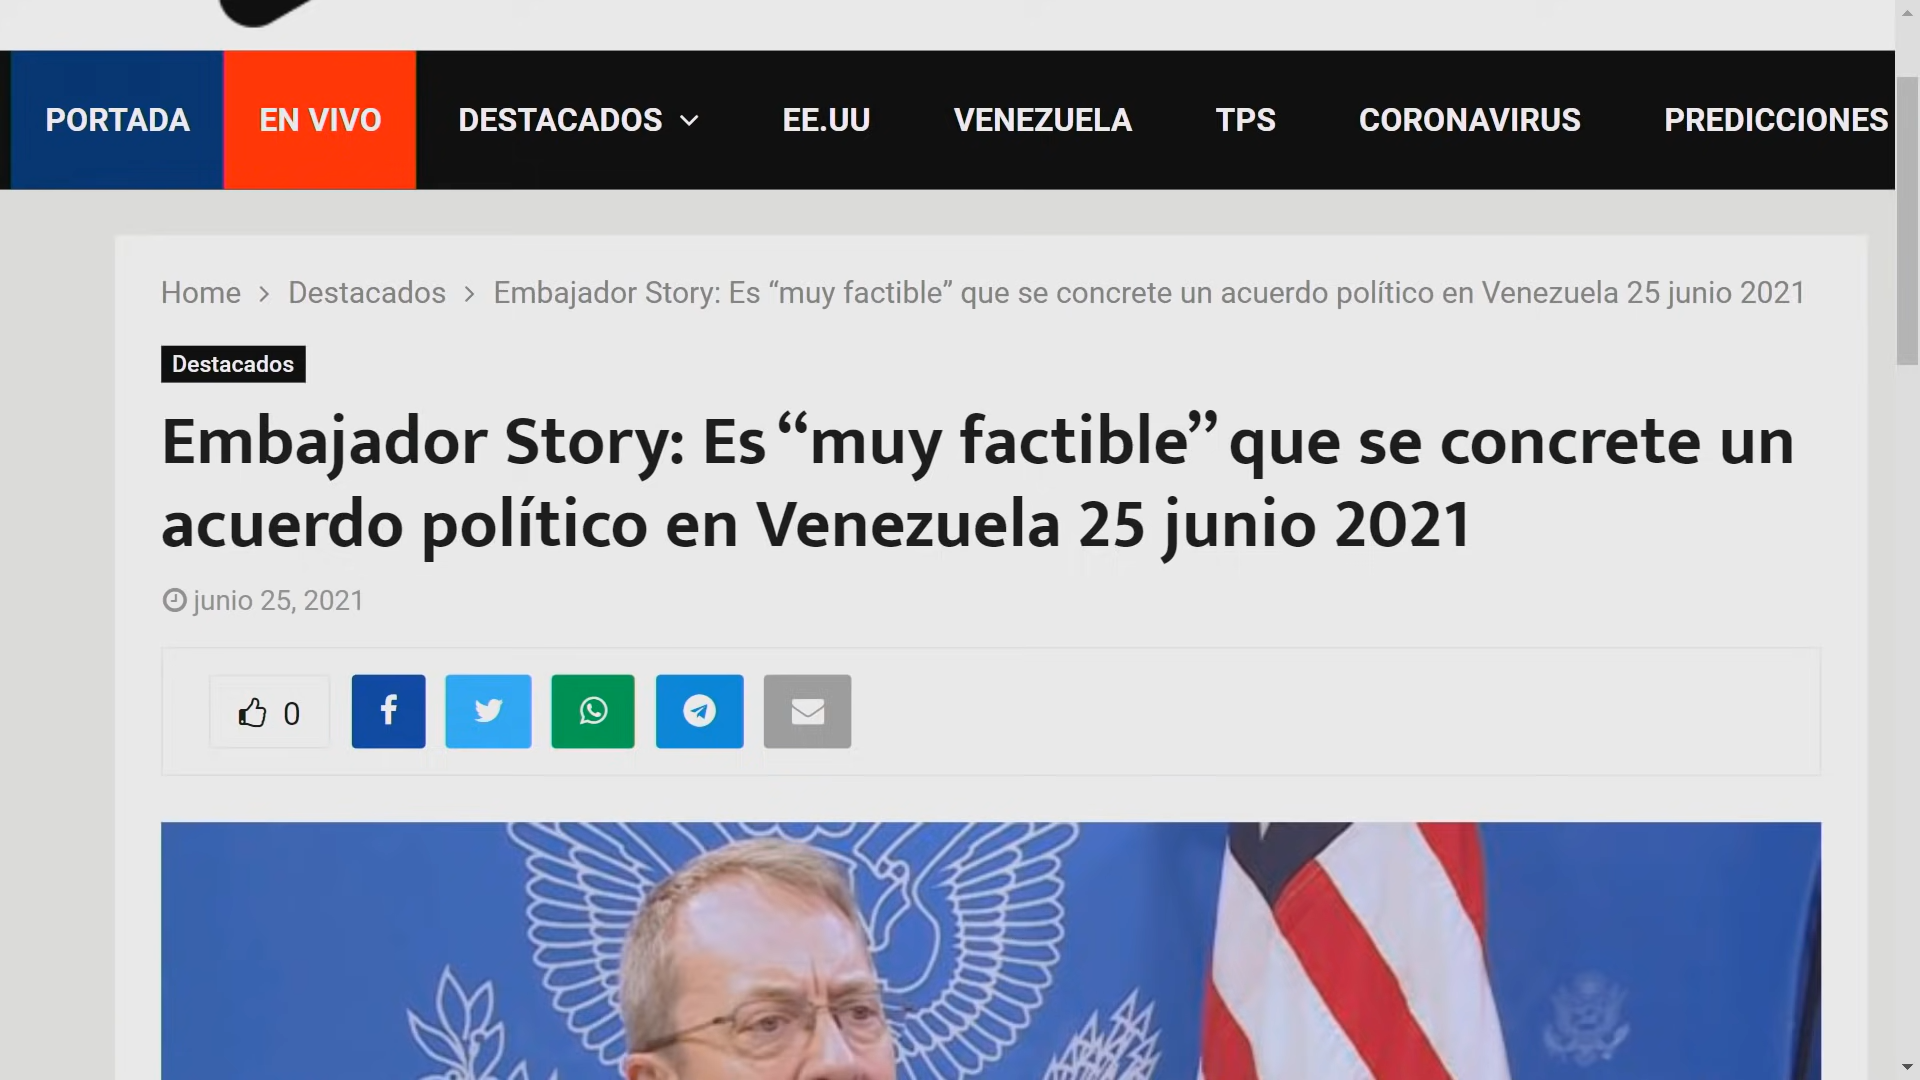 PORTADA EN VIVO DESTACADOS EE.UU VENEZUELA TPS CORONAVIRUS PREDICCIONES
Home > Destacados > Embajador Story: Es “muy factible” que se concrete un acuerdo político en Venezuela 25 junio 2021
Destacados
Embajador Story: Es “muy factible” que se concrete un
acuerdo político en Venezuela 25 junio 2021
junio 25, 2021
0